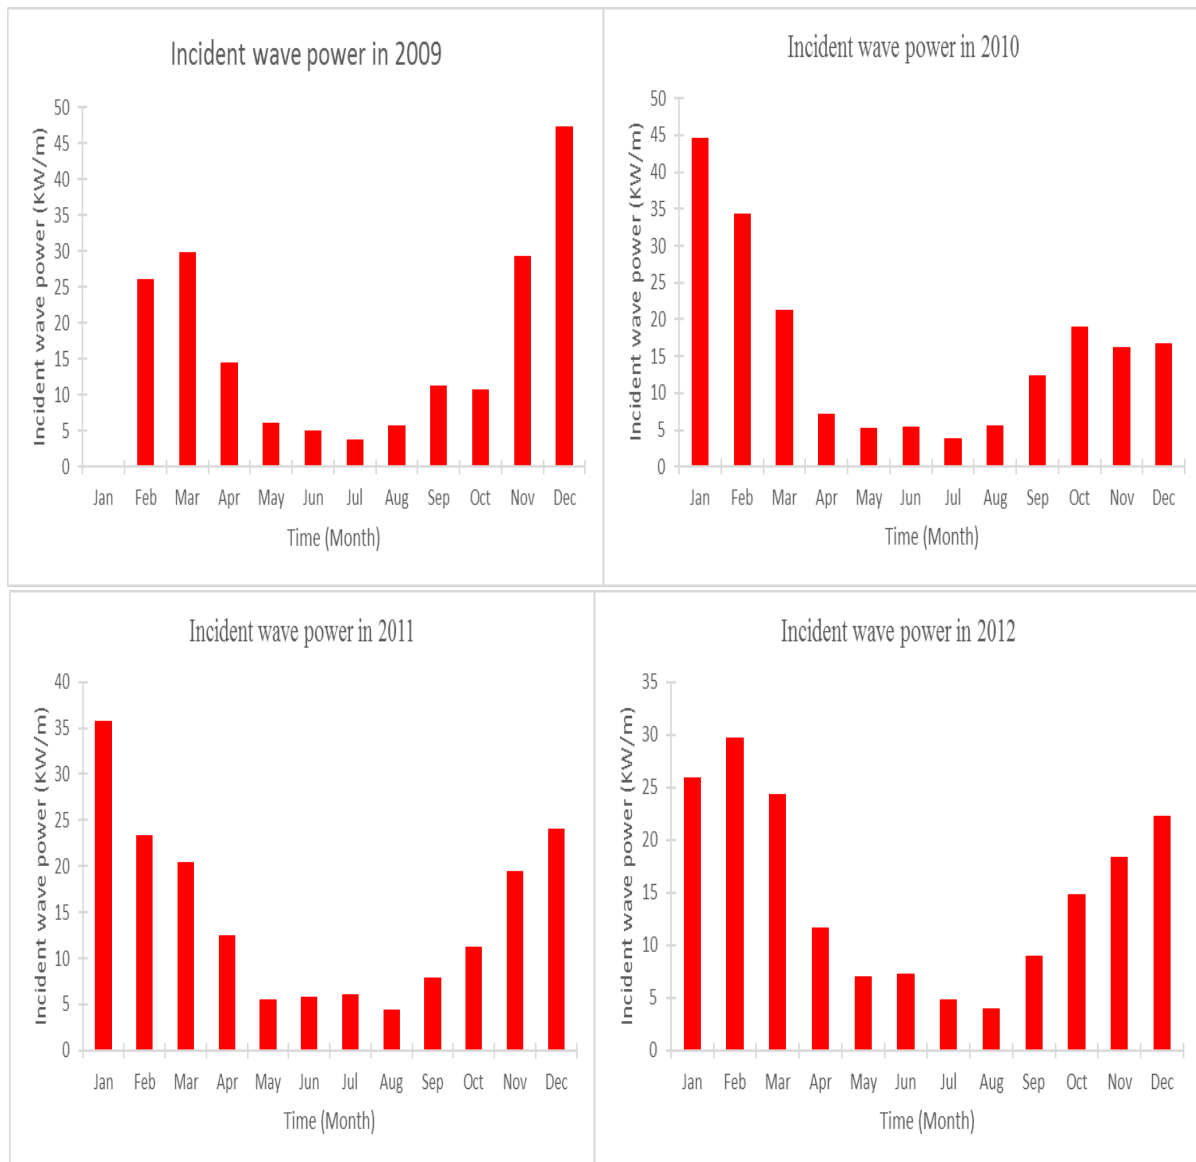 Incident wave power in 2009
Incident wave power (KW/m)
50
45
40
35
30
25
20
15
10
5
0
Jan Feb Mar Apr May Jun Jul Aug Sep Oct Nov Dec
Time (Month)
Incident wave power in 2010
Incident wave power (KW/m)
50
45
40
35
30
25
20
15
10
5
0
Jan Feb Mar Apr May Jun Jul Aug Sep Oct Nov Dec
Time (Month)
Incident wave power in 2011
Incident wave power (KW/m)
40
35
30
25
20
15
10
5
0
Jan Feb Mar Apr May Jun Jul Aug Sep Oct Nov Dec
Time (Month)
Incident wave power in 2012
Incident wave power (KW/m)
35
30
25
20
15
10
5
0
Jan Feb Mar Apr May Jun Jul Aug Sep Oct Nov Dec
Time (Month)